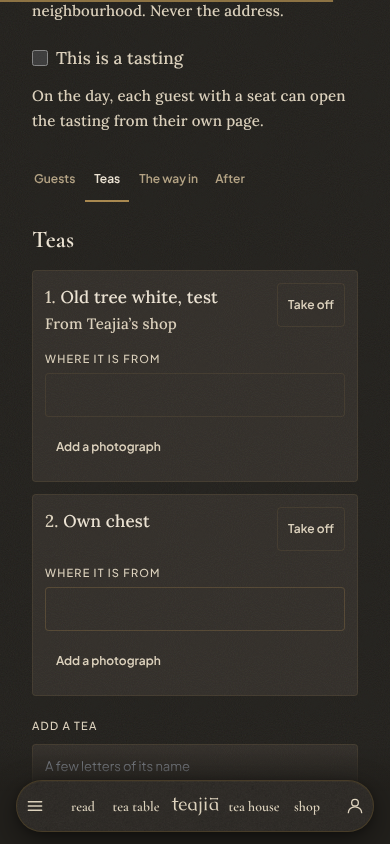 neighbourhood. Never the address.
This is a tasting
On the day, each guest with a seat can open
the tasting from their own page.
Guests Teas The way in After
Teas
1. Old tree white, test
Take off
From Teajia’s shop
WHERE IT IS FROM
Add a photograph
2. Own chest
Take off
WHERE IT IS FROM
Add a photograph
ADD A TEA
A few letters of its name
read tea table teajia tea house shop